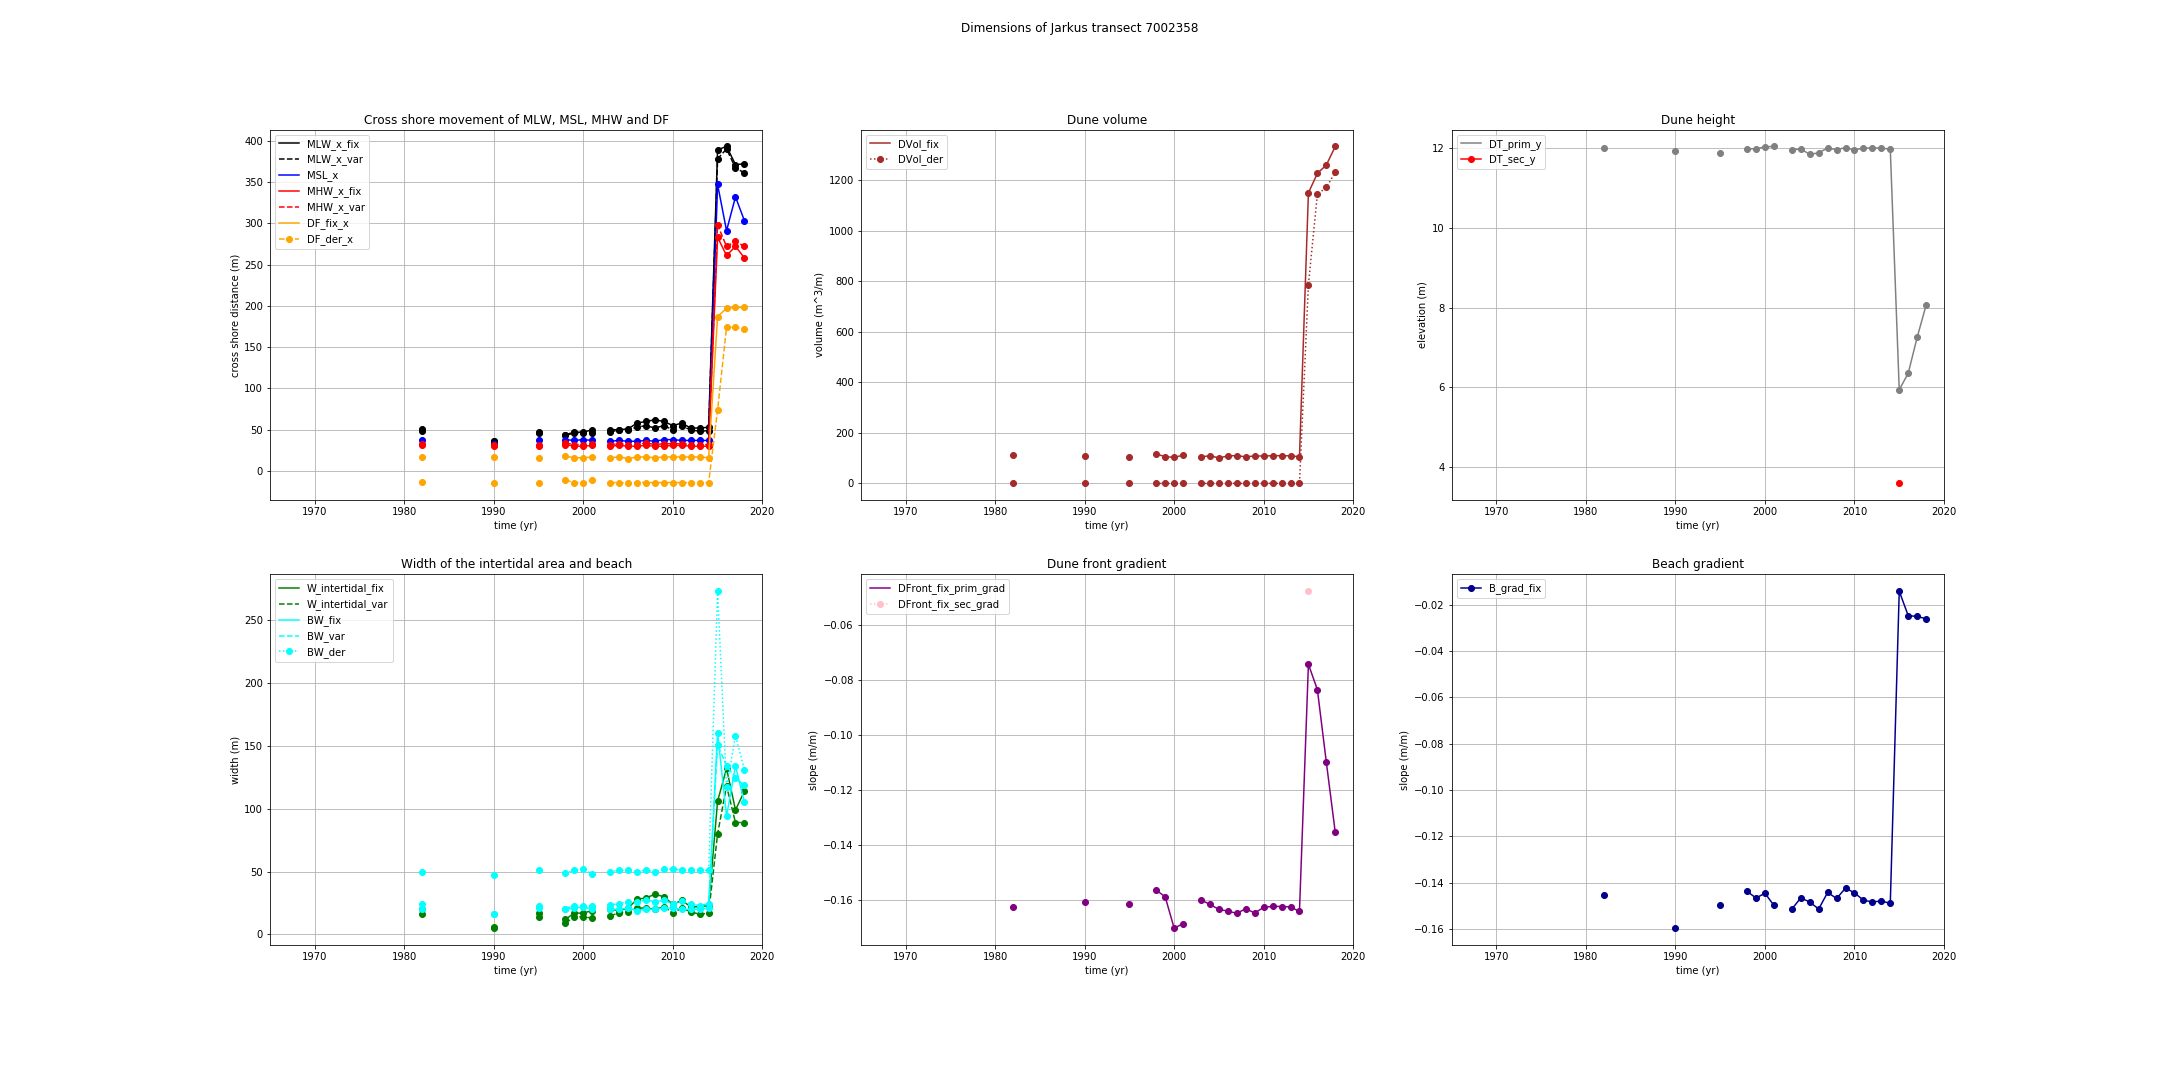 Dimensions of Jarkus transect 7002358
Cross shore movement of MLW, MSL, MHW and DF
MLW_x_fix
MLW_x_var
MSL_x
MHW_x_fix
MHW_x_var
DF_fix_x
DF_der_x
cross shore distance (m)
400
350
300
250
200
150
100
50
0
1970 1980 1990 2000 2010 2020
time (yr)
Dune volume
DVol_fix
DVol_der
volume (m^3/m)
1200
1000
800
600
400
200
0
1970 1980 1990 2000 2010 2020
time (yr)
Dune height
DT_prim_y
DT_sec_y
elevation (m)
12
10
8
6
4
1970 1980 1990 2000 2010 2020
time (yr)
Width of the intertidal area and beach
W_intertidal_fix
W_intertidal_var
BW_fix
BW_var
BW_der
width (m)
250
200
150
100
50
0
1970 1980 1990 2000 2010 2020
time (yr)
Dune front gradient
DFront_fix_prim_grad
DFront_fix_sec_grad
slope (m/m)
−0.06
−0.08
−0.10
−0.12
−0.14
−0.16
1970 1980 1990 2000 2010 2020
time (yr)
Beach gradient
B_grad_fix
slope (m/m)
−0.02
−0.04
−0.06
−0.08
−0.10
−0.12
−0.14
−0.16
1970 1980 1990 2000 2010 2020
time (yr)